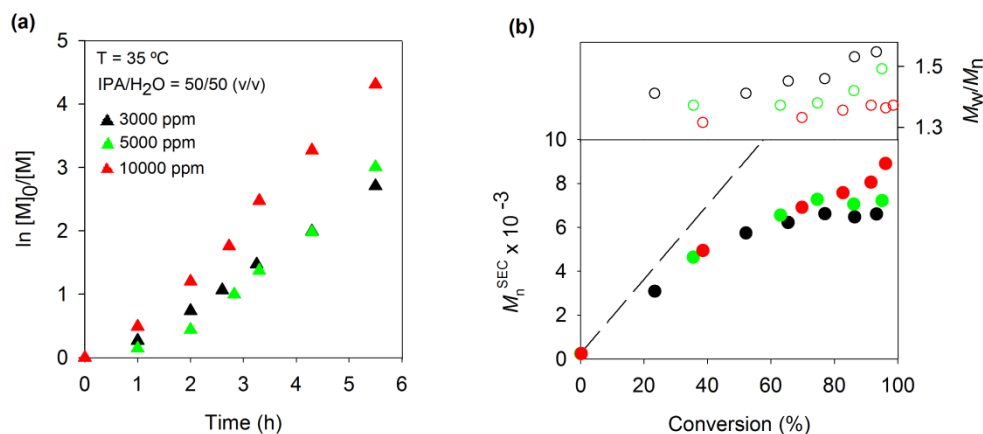 (a)
5
4
3
2
1
0
ln [M]0/[M]
T = 35 ºC
IPA/H2O = 50/50 (v/v)
3000 ppm
5000 ppm
10000 ppm
0 1 2 3 4 5 6
Time (h)
(b)
1.5
1.3
Mw/Mn
10
8
6
4
2
0
MnSEC x 10-3
0 20 40 60 80 100
Conversion (%)